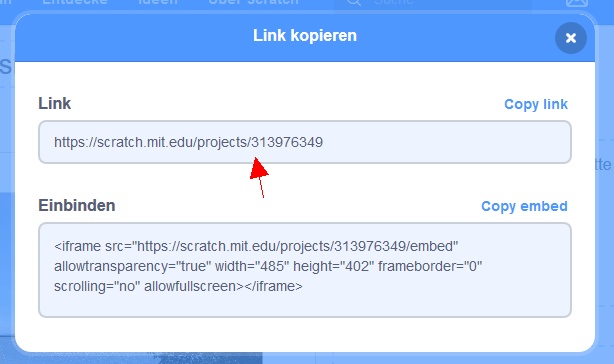 Entdecke Ideen Über Scratch Suche
Link kopieren
Link
Copy link
https://scratch.mit.edu/projects/313976349
Einbinden
Copy embed
<iframe src="https://scratch.mit.edu/projects/313976349/embed"
allowtransparency="true" width="485" height="402" frameborder="0"
scrolling="no" allowfullscreen></iframe>